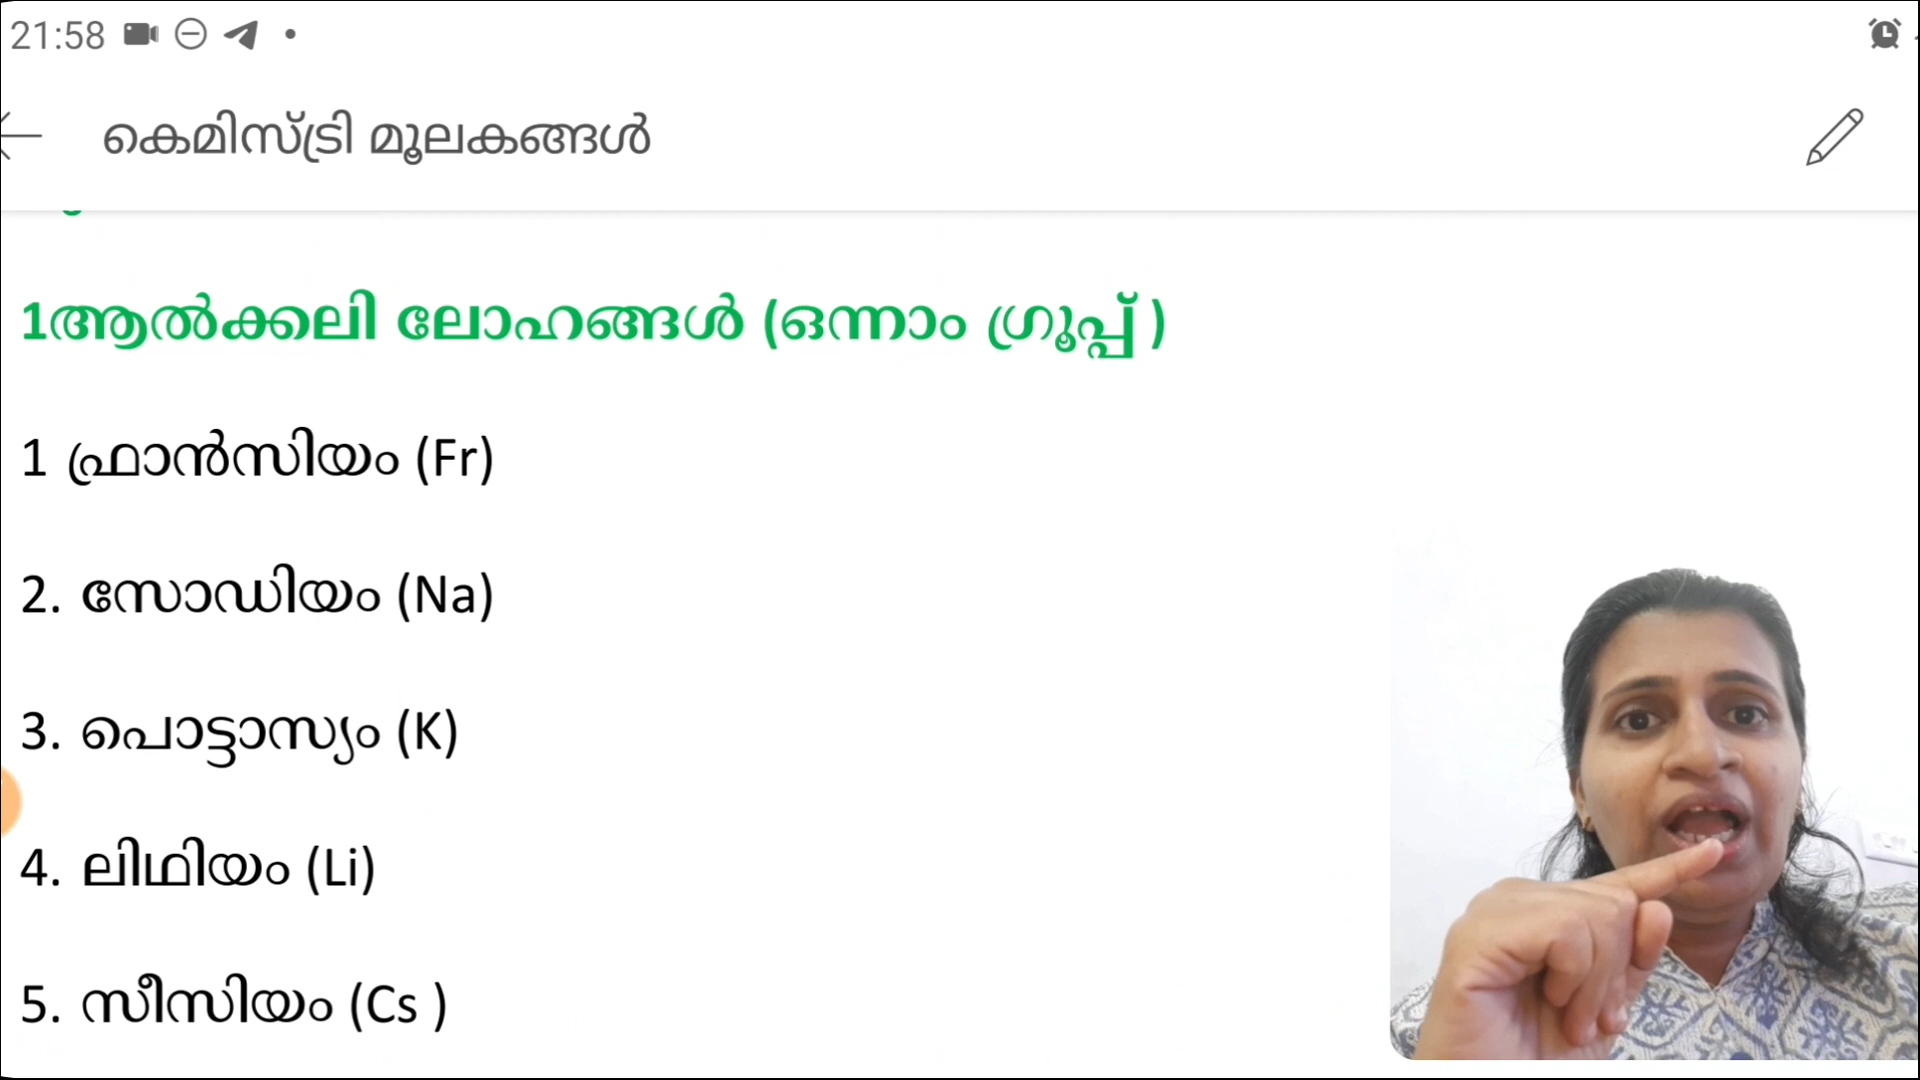 21:58
കെമിസ്ട്രി മൂലകങ്ങൾ
1ആൽക്കലി ലോഹങ്ങൾ (ഒന്നാം ഗ്രൂപ്പ് )
1 ഫ്രാൻസിയം (Fr)
2. സോഡിയം (Na)
3. പൊട്ടാസ്യം (K)
4. ലിഥിയം (Li)
5. സീസിയം (Cs )